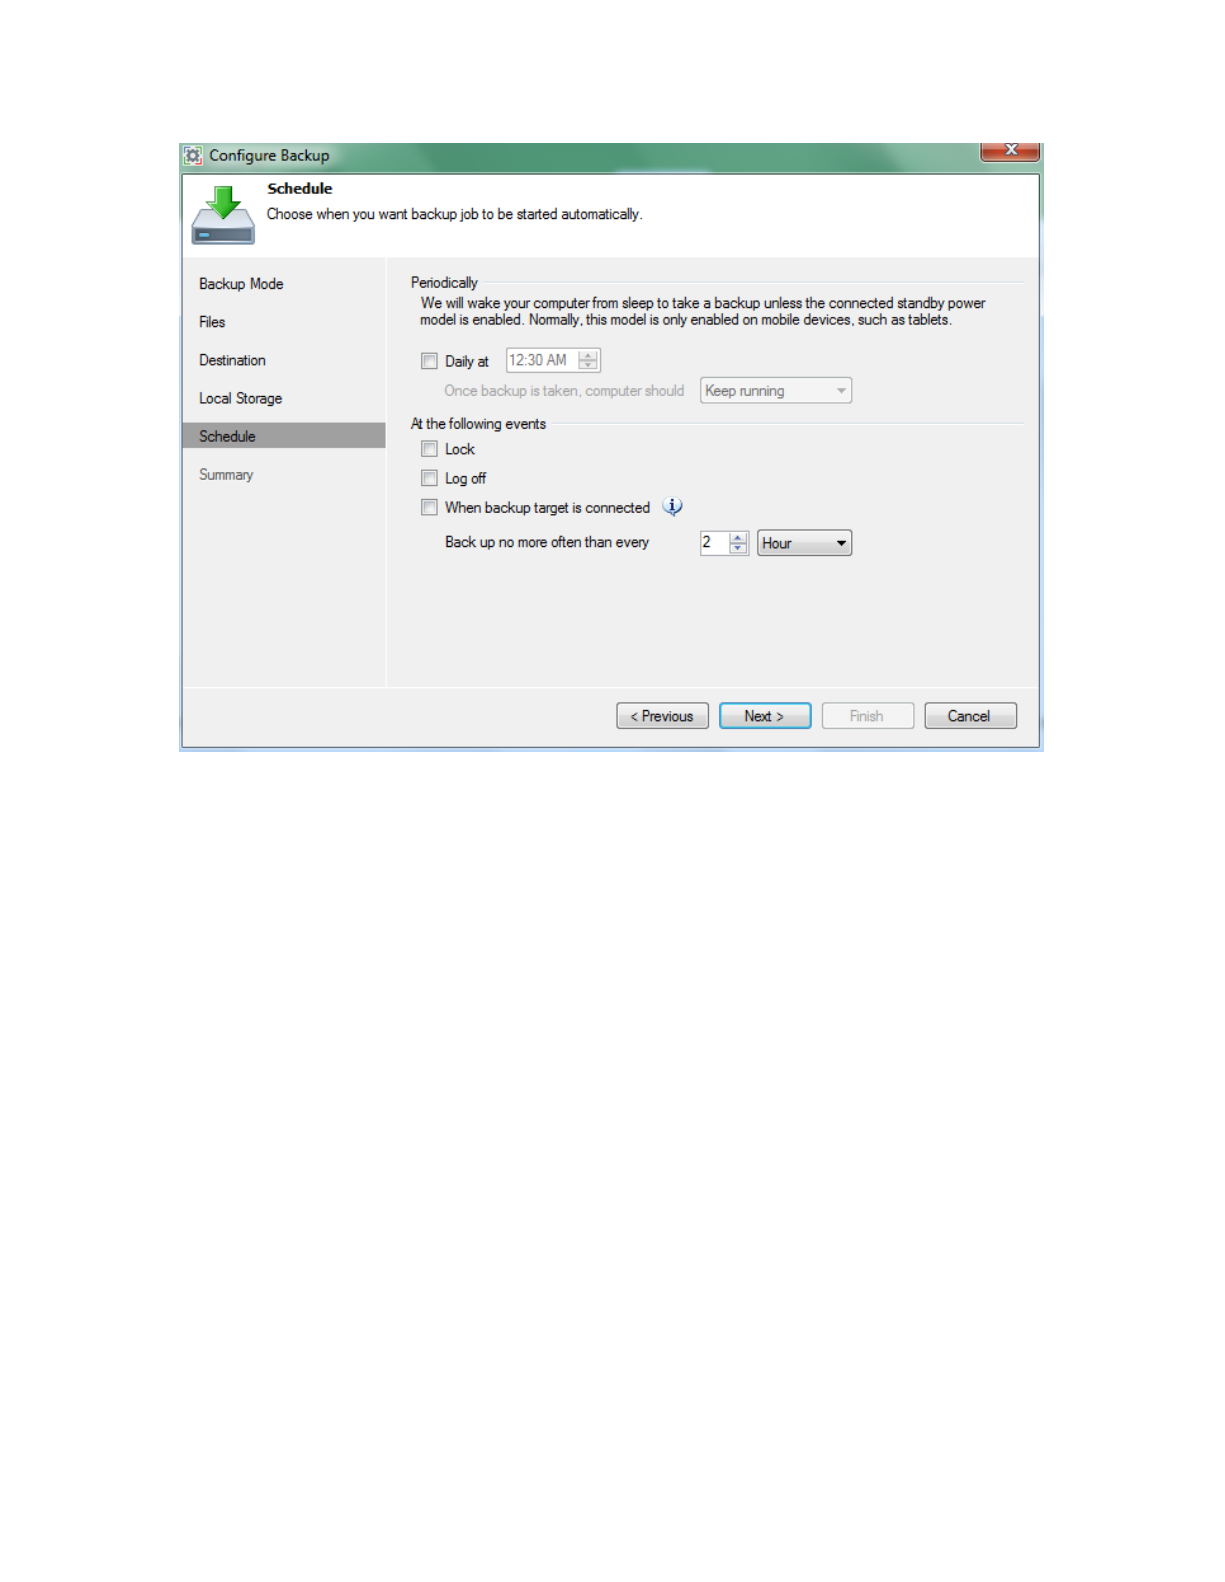 Configure Backup
Schedule
Choose when you want backup job to be started automatically.
Backup Mode
Files
Destination
Local Storage
Schedule
Summary
Periodically
We will wake your computer from sleep to take a backup unless the connected standby power
model is enabled. Normally, this model is only enabled on mobile devices, such as tablets.
Daily at 12:30 AM
Once backup is taken, computer should Keep running
At the following events
Lock
Log off
When backup target is connected
Back up no more often than every 2 Hour
< Previous Next > Finish Cancel